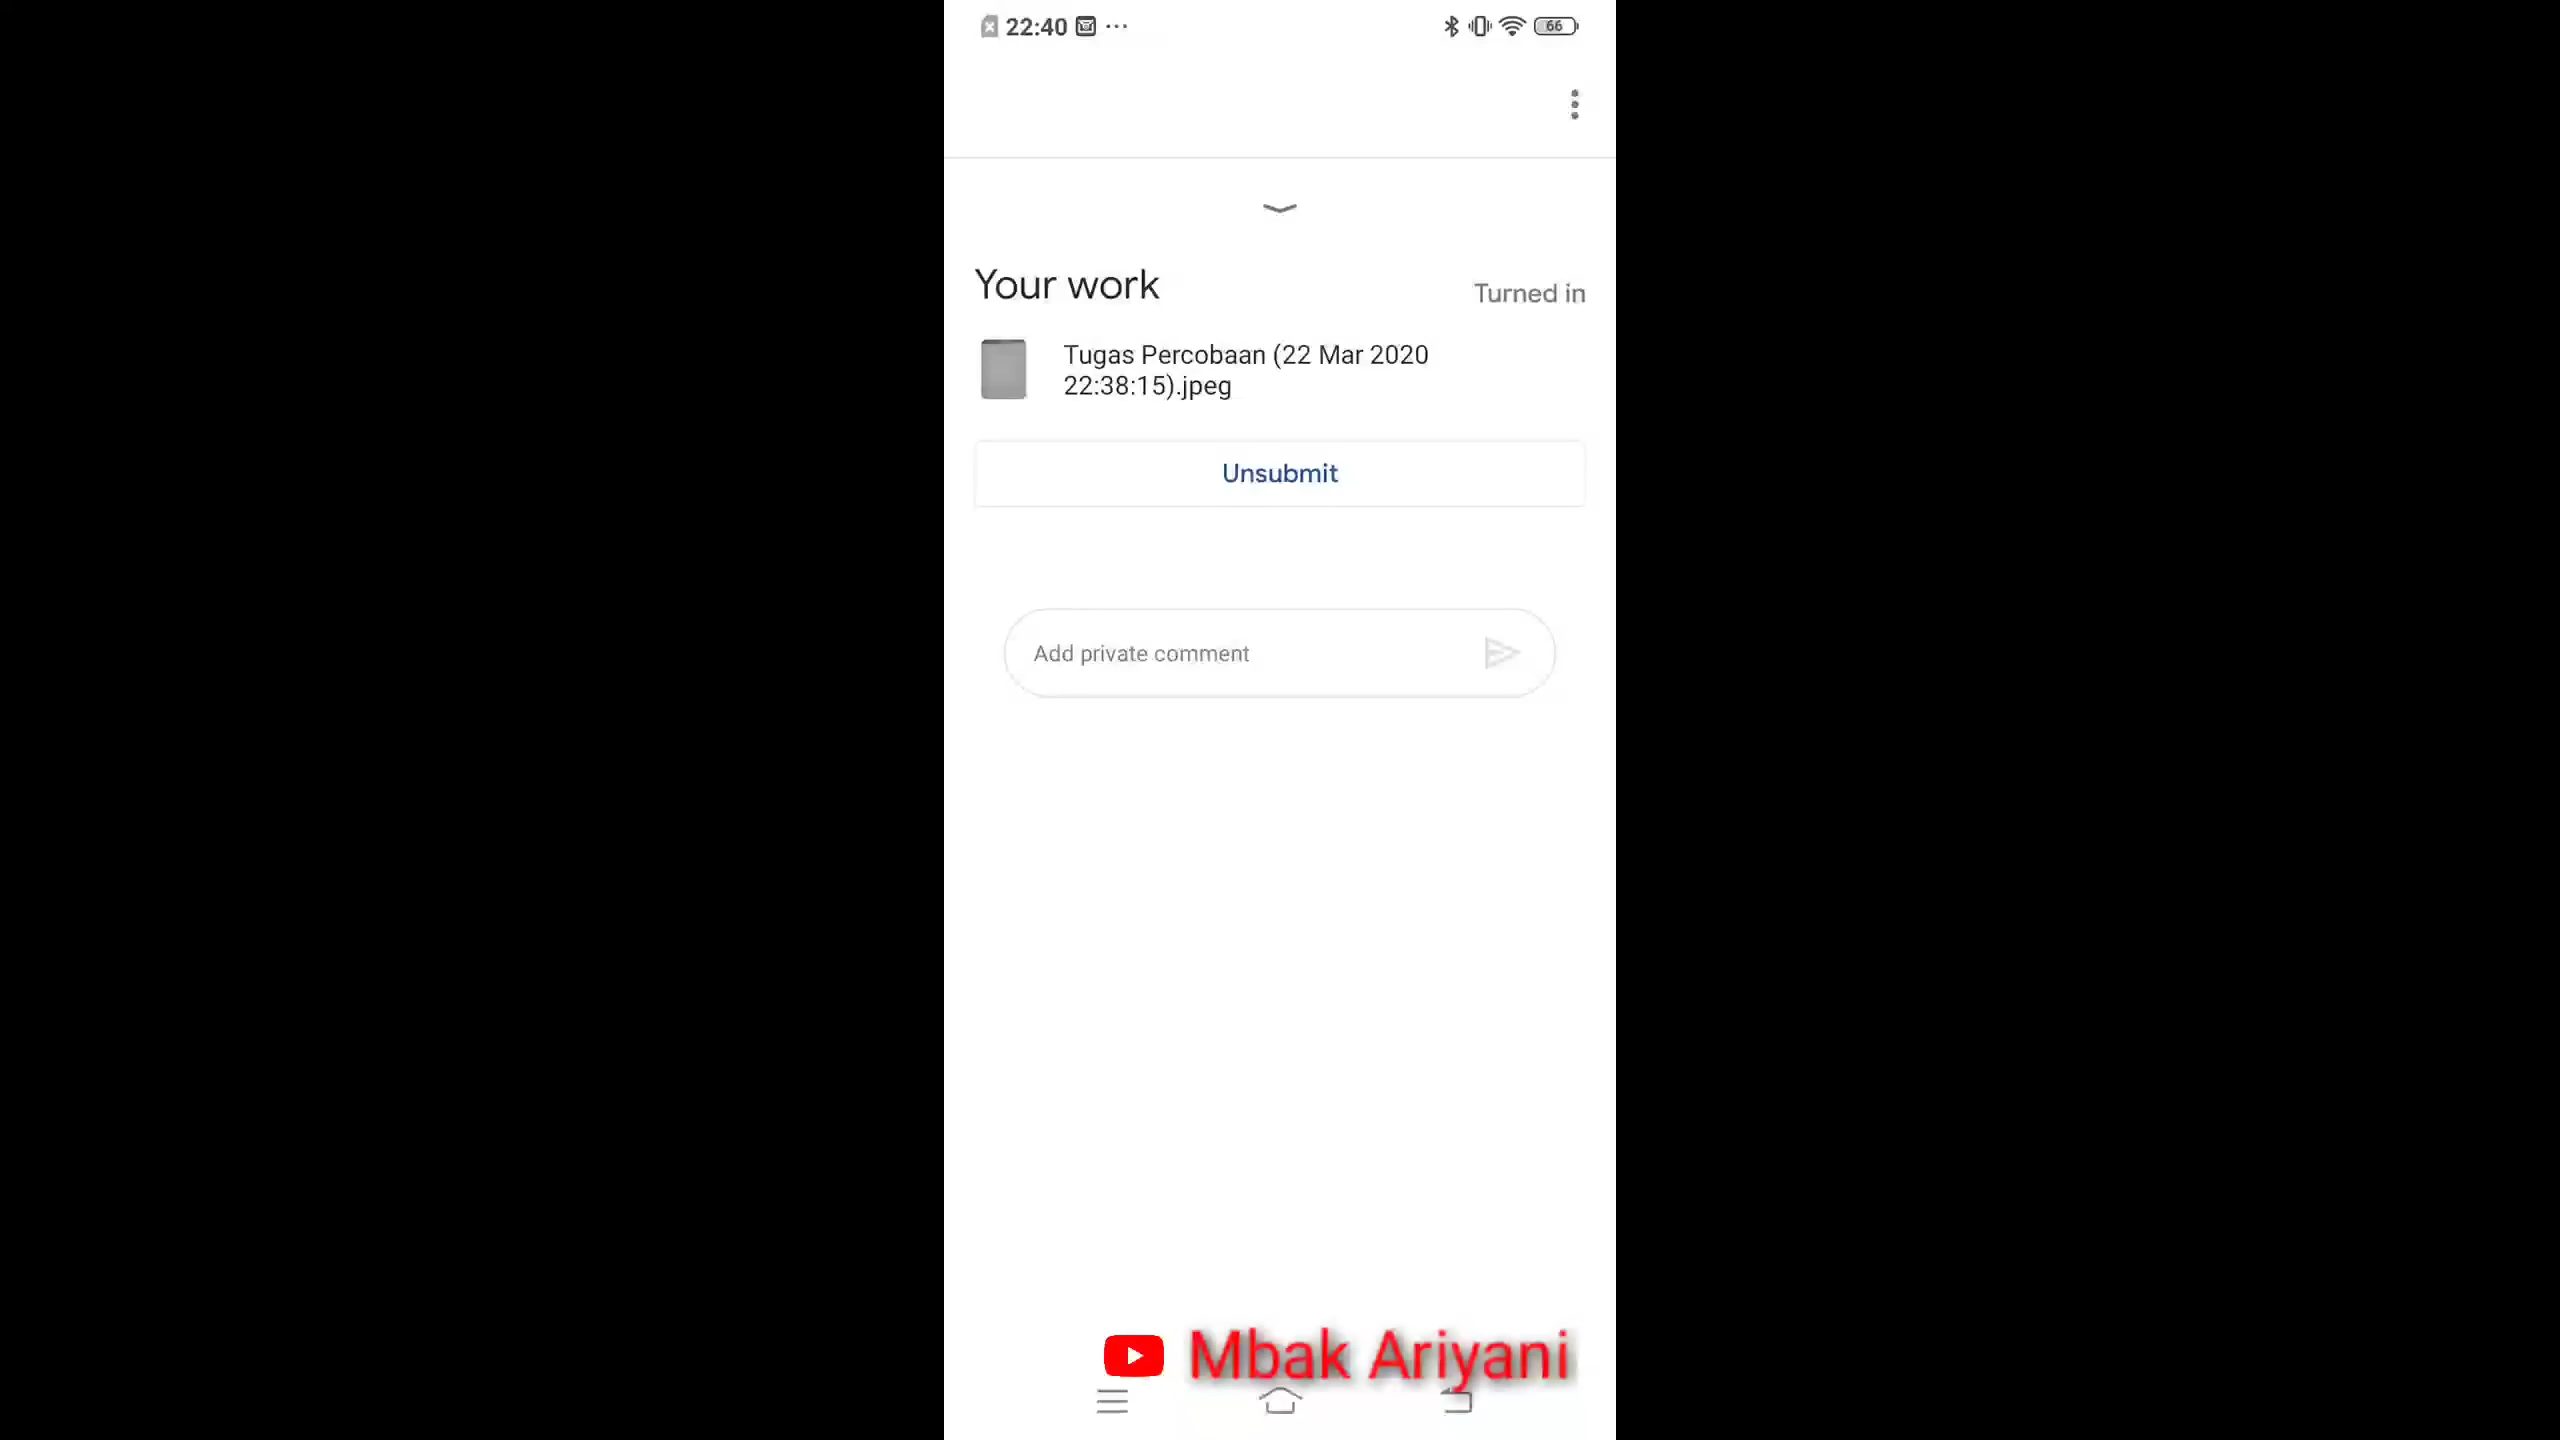 22:40
66
Your work
Turned in
Tugas Percobaan (22 Mar 2020
22:38:15).jpeg
Unsubmit
Add private comment
Mbak Ariyani